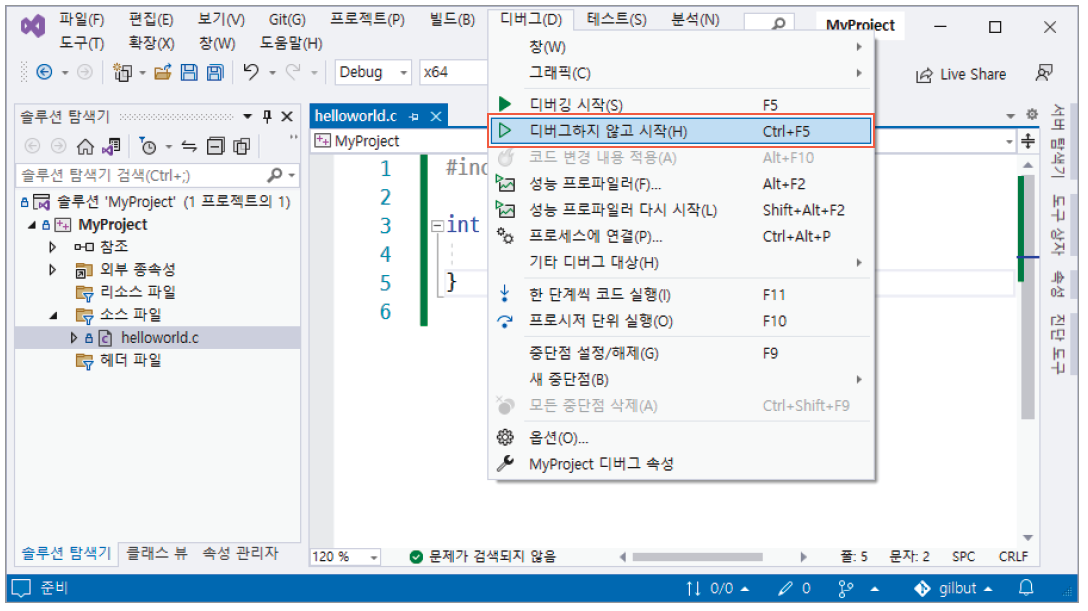 파일(F) 편집(E) 보기(V) Git(G) 프로젝트(P) 빌드(B) 디버그(D) 테스트(S) 분석(N)
도구(T) 확장(X) 창(W) 도움말(H)
MyProject
Debug x64
Live Share
창(W)
그래픽(C)
디버깅 시작(S) F5
디버그하지 않고 시작(H) Ctrl+F5
코드 변경 내용 적용(A) Alt+F10
성능 프로파일러(F)... Alt+F2
성능 프로파일러 다시 시작(L) Shift+Alt+F2
프로세스에 연결(P)... Ctrl+Alt+P
기타 디버그 대상(H)
한 단계씩 코드 실행(I) F11
프로시저 단위 실행(O) F10
중단점 설정/해제(G) F9
새 중단점(B)
모든 중단점 삭제(A) Ctrl+Shift+F9
옵션(O)...
MyProject 디버그 속성
솔루션 탐색기
솔루션 탐색기 검색(Ctrl+;)
솔루션 'MyProject' (1 프로젝트의 1)
MyProject
참조
외부 종속성
리소스 파일
소스 파일
helloworld.c
헤더 파일
솔루션 탐색기 클래스 뷰 속성 관리자
helloworld.c
MyProject
1 #inc
2
3 int
4
5 }
6
120 % 문제가 검색되지 않음 줄: 5 문자: 2 SPC CRLF
서버 탐색기
도구 상자
속성
진단 도구
준비 0/0 0 gilbut